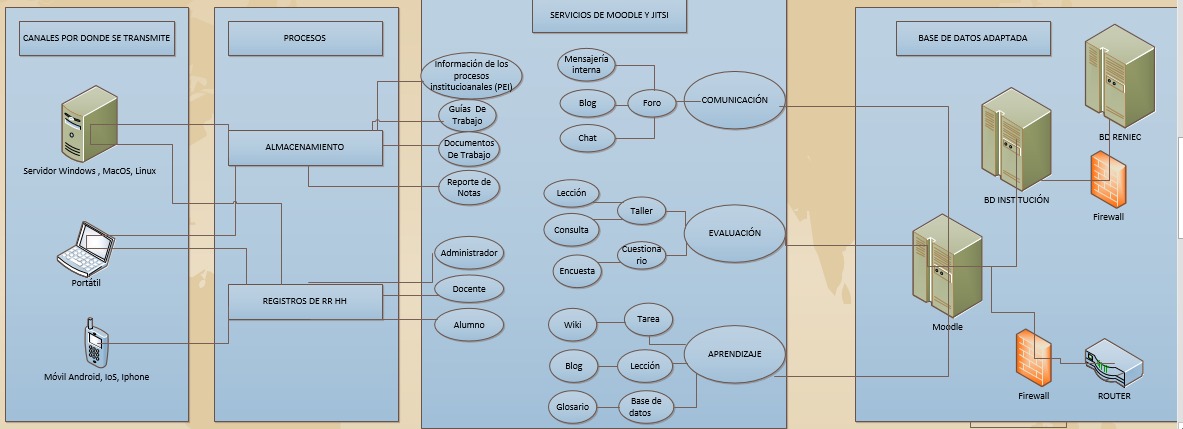 CANALES POR DONDE SE TRANSMITE
Servidor Windows , MacOS, Linux
Portátil
Móvil Android, IoS, Iphone
PROCESOS
ALMACENAMIENTO
REGISTROS DE RR HH
SERVICIOS DE MOODLE Y JITSI
Información de los
procesos
institucioanales (PEI)
Guías De
Trabajo
Documentos
De Trabajo
Reporte de
Notas
Administrador
Docente
Alumno
Mensajería
interna
Blog
Foro
Chat
COMUNICACIÓN
Lección
Taller
Consulta
Cuestiona
rio
Encuesta
EVALUACIÓN
Wiki
Tarea
Blog
Lección
Glosario
Base de
datos
APRENDIZAJE
BASE DE DATOS ADAPTADA
BD RENIEC
BD INSTITUCIÓN
Firewall
Moodle
Firewall
ROUTER